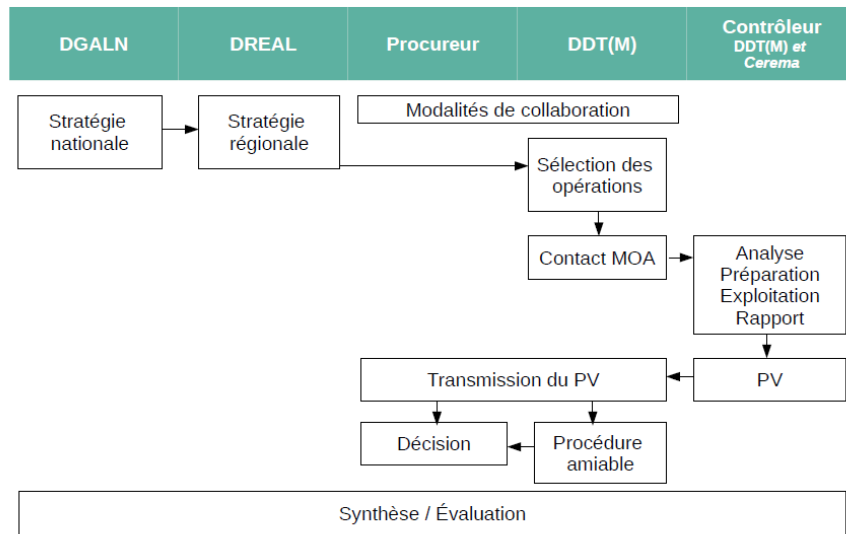 DGALN
DREAL
Procureur
DDT(M)
Contrôleur
DDT(M) et
Cerema
Stratégie
nationale
Stratégie
régionale
Modalités de collaboration
Sélection des
opérations
Contact MOA
Analyse
Préparation
Exploitation
Rapport
Transmission du PV
PV
Décision
Procédure
amiable
Synthèse / Évaluation